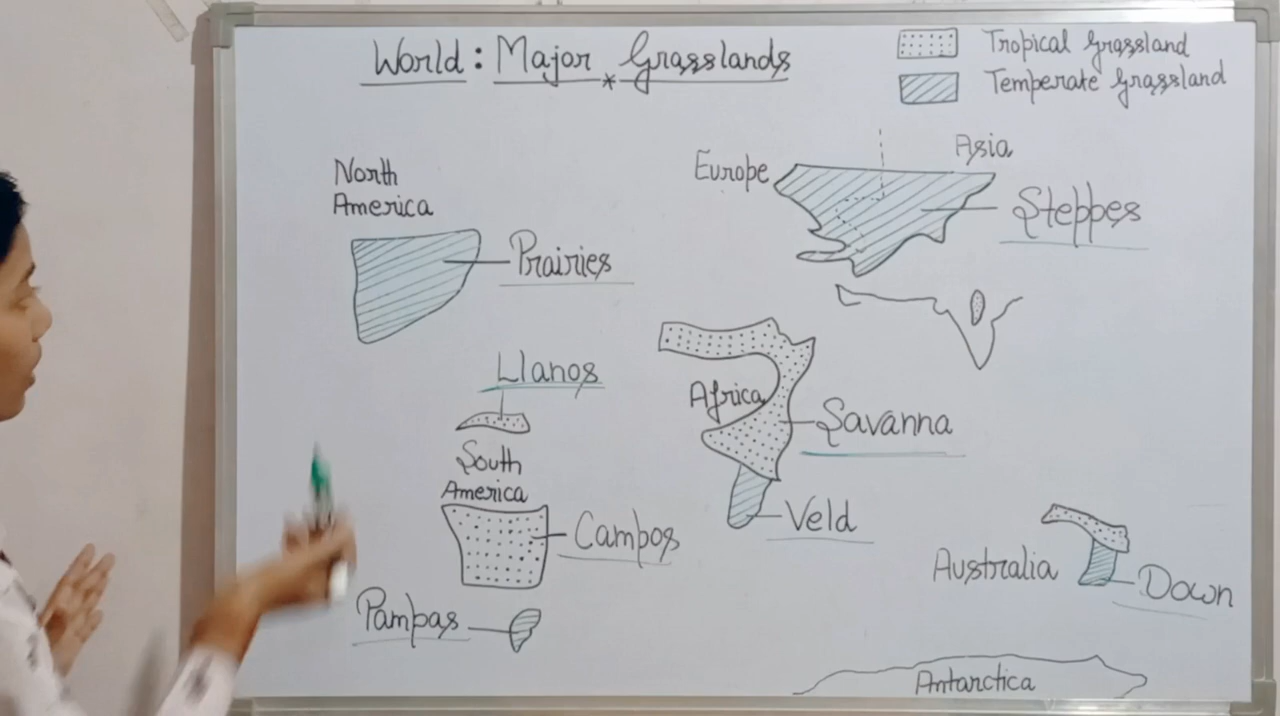 World: Major Grasslands
*
Tropical Grassland
Temperate Grassland
North
America
Prairies
Europe
Asia
Steppes
Llanos
South
America
Campos
Pampas
Africa
Savanna
Veld
Australia
Down
Antarctica